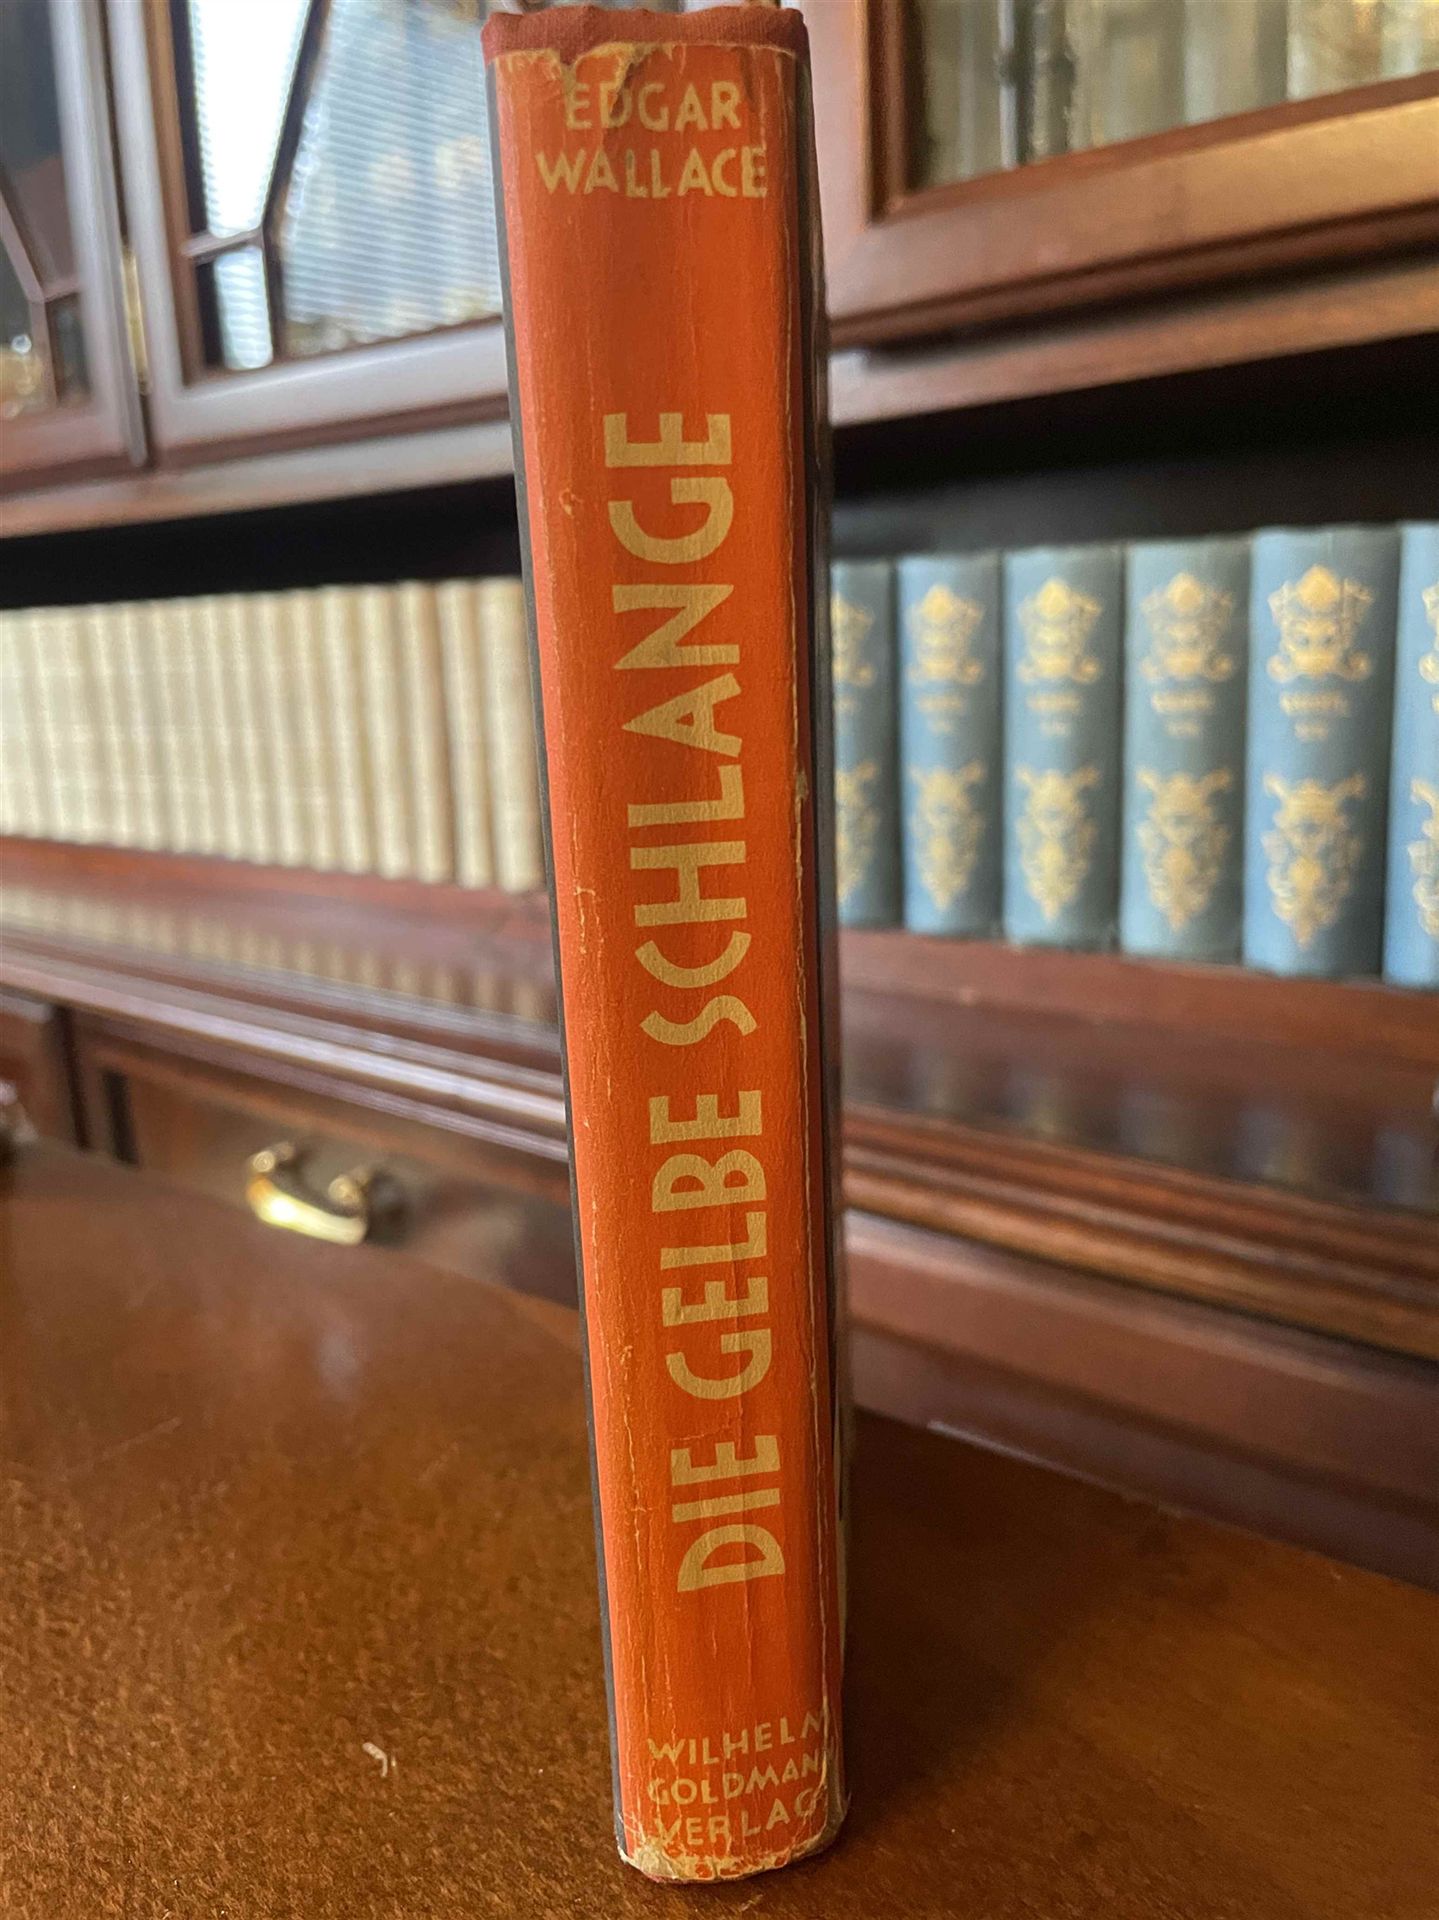 EDGAR
WALLACE
DIE GELBE SCHLANGE
WILHELM
GOLDMANN
VERLAG